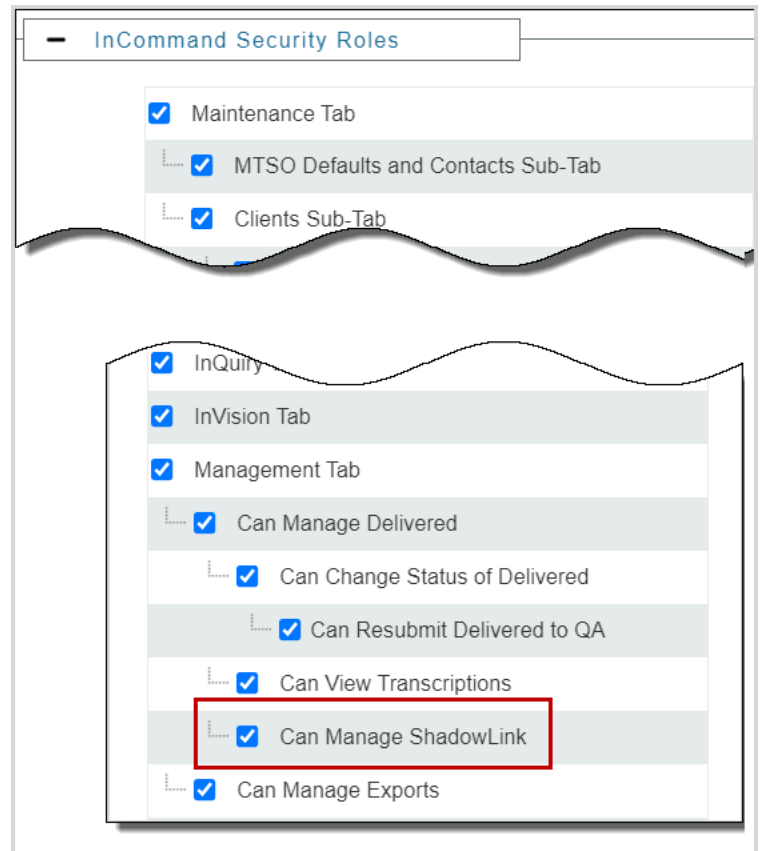 InCommand Security Roles
Maintenance Tab
MTSO Defaults and Contacts Sub-Tab
Clients Sub-Tab
InQuiry
InVision Tab
Management Tab
Can Manage Delivered
Can Change Status of Delivered
Can Resubmit Delivered to QA
Can View Transcriptions
Can Manage ShadowLink
Can Manage Exports